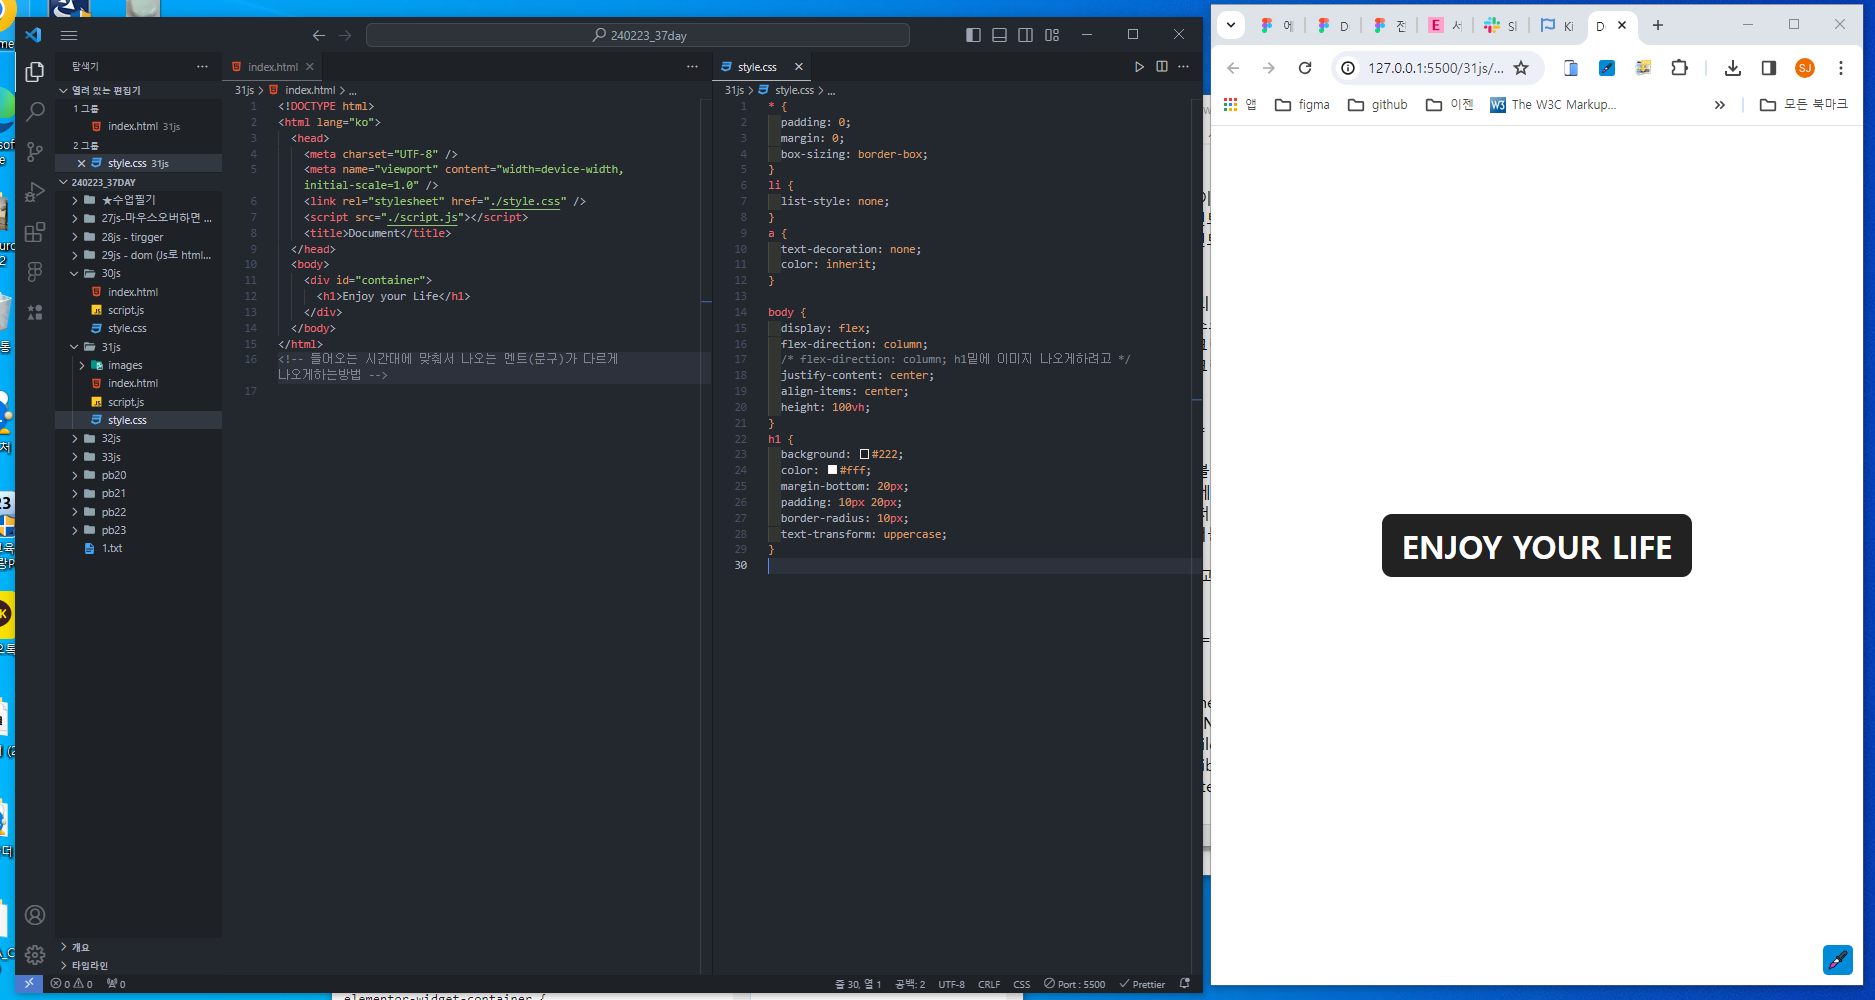 240223_37day
탐색기
열려 있는 편집기
1 그룹
index.html 31js
2 그룹
style.css 31js
240223_37DAY
★수업필기
27js-마우스오버하면 ...
28js - tirgger
29js - dom (Js로 html...
30js
index.html
script.js
style.css
31js
images
index.html
script.js
style.css
32js
33js
pb20
pb21
pb22
pb23
1.txt
개요
타임라인
index.html
31js > index.html > ...
1 <!DOCTYPE html>
2 <html lang="ko">
3 <head>
4 <meta charset="UTF-8" />
5 <meta name="viewport" content="width=device-width,
initial-scale=1.0" />
6 <link rel="stylesheet" href="./style.css" />
7 <script src="./script.js"></script>
8 <title>Document</title>
9 </head>
10 <body>
11 <div id="container">
12 <h1>Enjoy your Life</h1>
13 </div>
14 </body>
15 </html>
16 <!-- 들어오는 시간대에 맞춰서 나오는 멘트(문구)가 다르게
나오게하는방법 -->
17
style.css
31js > style.css > ...
1 * {
2 padding: 0;
3 margin: 0;
4 box-sizing: border-box;
5 }
6 li {
7 list-style: none;
8 }
9 a {
10 text-decoration: none;
11 color: inherit;
12 }
13
14 body {
15 display: flex;
16 flex-direction: column;
17 /* flex-direction: column; h1밑에 이미지 나오게하려고 */
18 justify-content: center;
19 align-items: center;
20 height: 100vh;
21 }
22 h1 {
23 background: #222;
24 color: #fff;
25 margin-bottom: 20px;
26 padding: 10px 20px;
27 border-radius: 10px;
28 text-transform: uppercase;
29 }
30
0 0 0
줄 30, 열 1 공백: 2 UTF-8 CRLF CSS Port : 5500 Prettier
에 D 전 E 서 Sl Ki D
127.0.0.1:5500/31js/...
SJ
앱 figma github 이젠 W3 The W3C Markup... » 모든 북마크
ENJOY YOUR LIFE
elementor-widget-container {